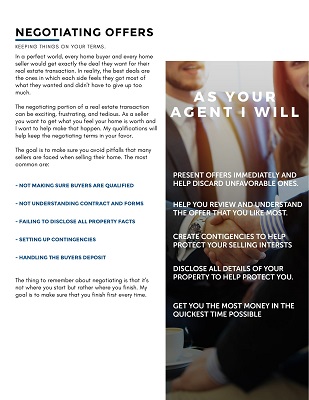 NEGOTIATING OFFERS
KEEPING THINGS ON YOUR TERMS.
In a perfect world, every home buyer and every home
seller would get exactly the deal they want for their
real estate transaction. In reality, the best deals are
the ones in which each side feels they got most of
what they wanted and didn't have to give up too
much.
The negotiating portion of a real estate transaction
can be exciting, frustrating, and tedious. As a seller
you want to get what you feel your home is worth and
I want to help make that happen. My qualifications will
help keep the negotiating terms in your favor.
The goal is to make sure you avoid pitfalls that many
sellers are faced when selling their home. The most
common are:
- NOT MAKING SURE BUYERS ARE QUALIFIED
- NOT UNDERSTANDING CONTRACT AND FORMS
- FAILING TO DISCLOSE ALL PROPERTY FACTS
- SETTING UP CONTINGENCIES
- HANDLING THE BUYERS DEPOSIT
The thing to remember about negotiating is that it's
not where you start but rather where you finish. My
goal is to make sure that you finish first every time.
AS YOUR
AGENT I WILL
PRESENT OFFERS IMMEDIATELY AND
HELP DISCARD UNFAVORABLE ONES.
HELP YOU REVIEW AND UNDERSTAND
THE OFFER THAT YOU LIKE MOST.
CREATE CONTIGENCIES TO HELP
PROTECT YOUR SELLING INTERSTS
DISCLOSE ALL DETAILS OF YOUR
PROPERTY TO HELP PROTECT YOU.
GET YOU THE MOST MONEY IN THE
QUICKEST TIME POSSIBLE